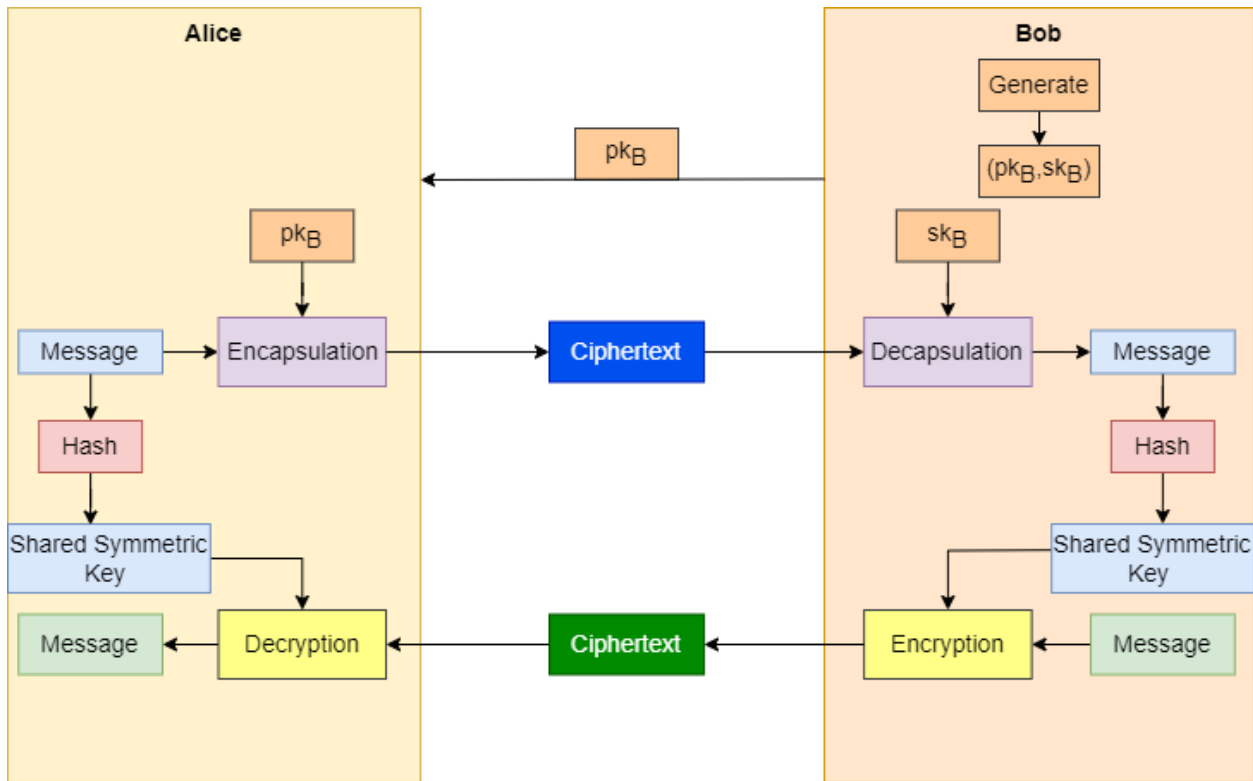 Alice
Bob
Generate
pkB
(pkB,skB)
pkB
skB
Message
Encapsulation
Ciphertext
Decapsulation
Message
Hash
Hash
Shared Symmetric
Key
Shared Symmetric
Key
Message
Decryption
Ciphertext
Encryption
Message